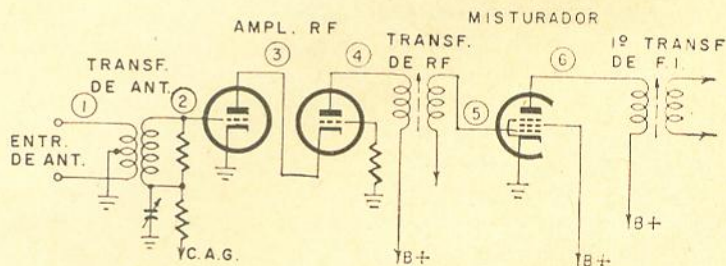 AMPL. RF
MISTURADOR
TRANSF.
DE ANT.
TRANSF.
DE RF
1º TRANSF
DE F.I.
1
2
3
4
5
6
ENTR.
DE ANT.
C.A.G.
B+
B+
B+